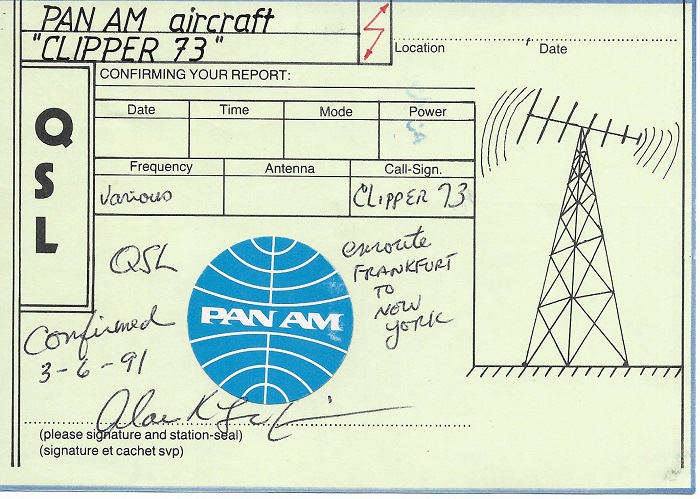 PAN AM aircraft
"CLIPPER 73"
Location Date
CONFIRMING YOUR REPORT:
Date Time Mode Power
Frequency Antenna Call-Sign.
Various CLIPPER 73
QSL
QSL
enroute
FRANKFURT
TO
NEW
YORK
PAN AM
Confirmed
3-6-91
Alan K
(please signature and station-seal)
(signature et cachet svp)